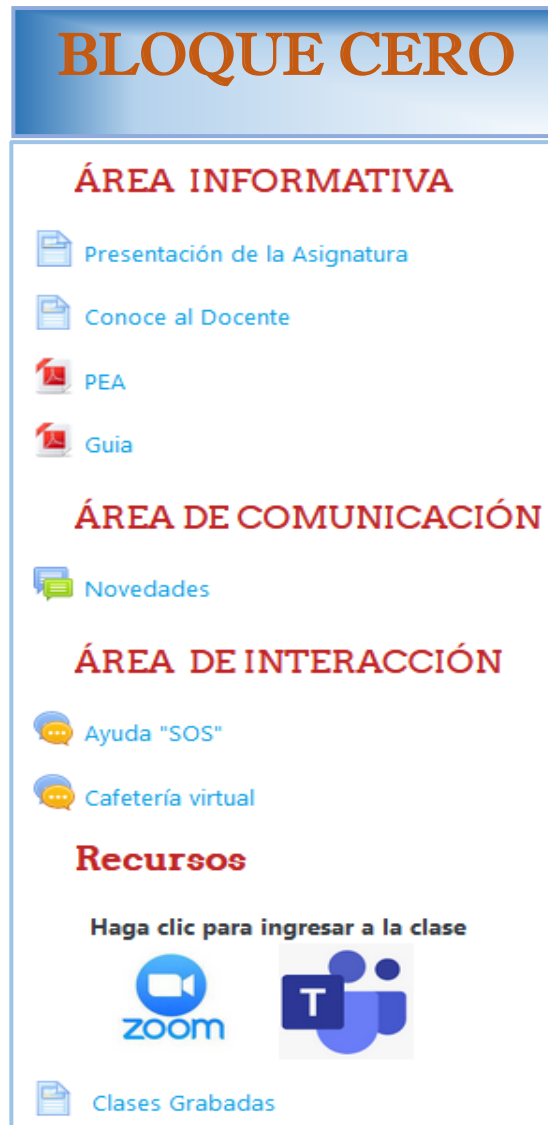 BLOQUE CERO
ÁREA INFORMATIVA
Presentación de la Asignatura
Conoce al Docente
PEA
Guia
ÁREA DE COMUNICACIÓN
Novedades
ÁREA DE INTERACCIÓN
Ayuda "SOS"
Cafetería virtual
Recursos
Haga clic para ingresar a la clase
zoom
T
Clases Grabadas